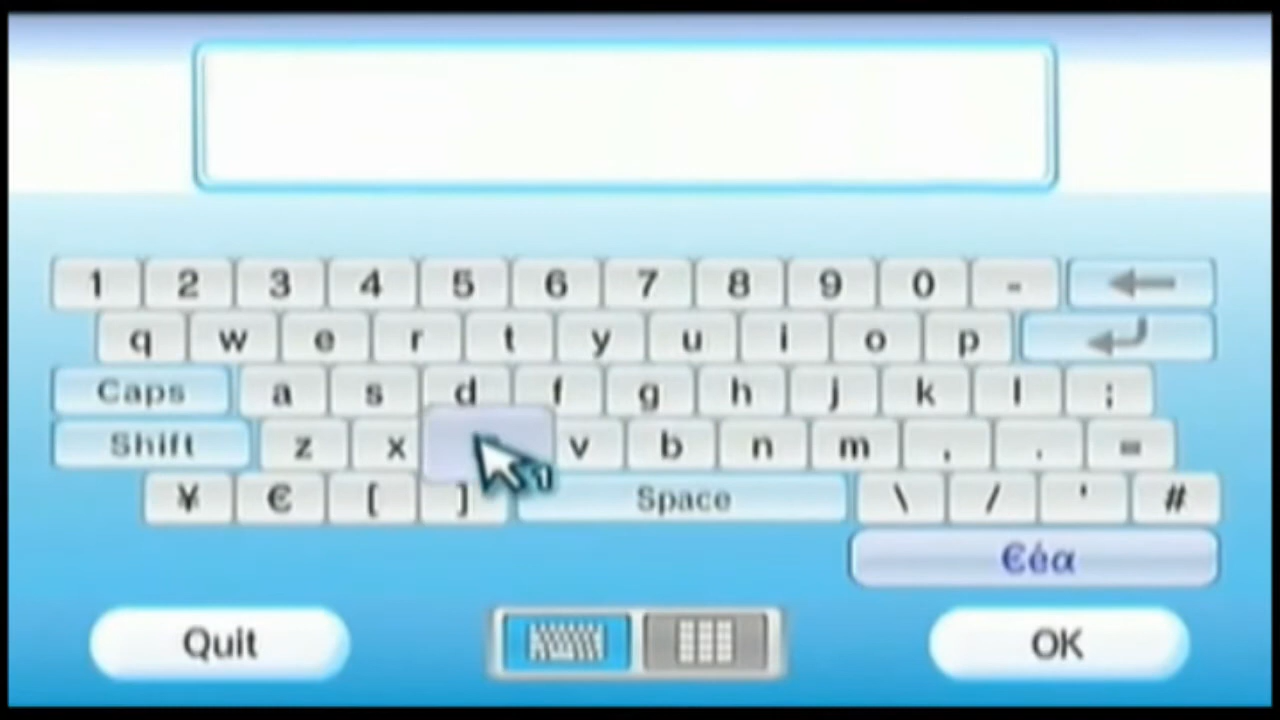 1 2 3 4 5 6 7 8 9 0 -
q w e r t y u i o p
Caps a s d f g h j k l ;
Shift z x v b n m , . =
¥ € [ ] Space \ / ' #
€éα
Quit OK